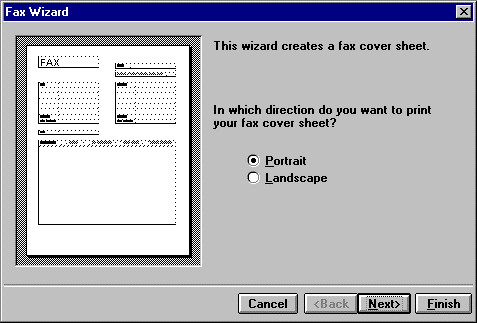 Fax Wizard
FAX
This wizard creates a fax cover sheet.
In which direction do you want to print
your fax cover sheet?
Portrait
Landscape
Cancel
<Back
Next>
Finish